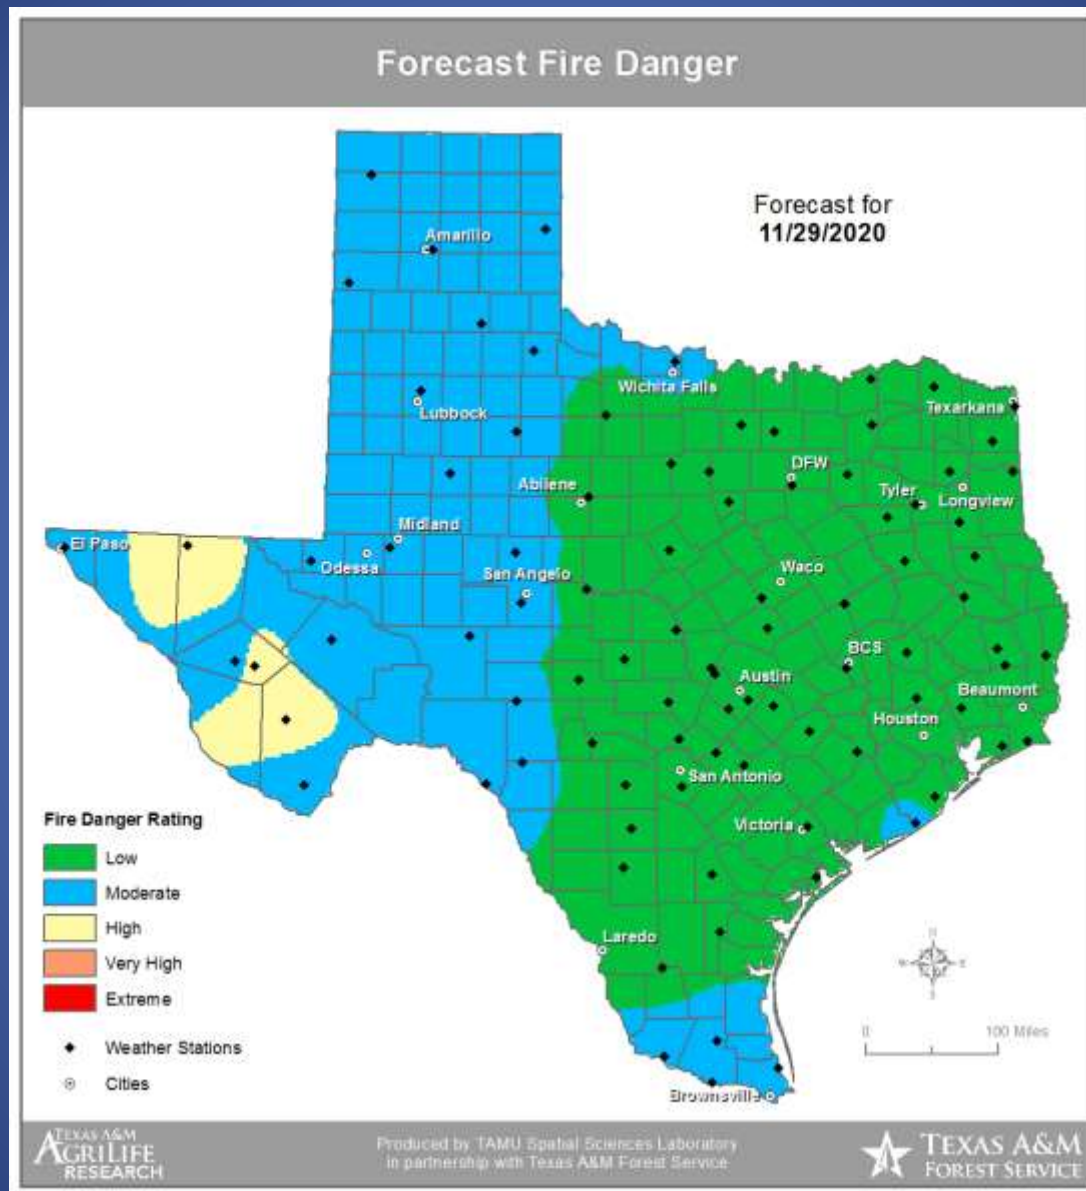 Forecast Fire Danger
Forecast for
11/29/2020
Amarillo
Wichita Falls
Lubbock
Texarkana
DFW
Abilene
Tyler
Longview
Midland
El Paso
Odessa
San Angelo
Waco
BCS
Austin
Beaumont
Houston
San Antonio
Victoria
Fire Danger Rating
Low
Moderate
High
Very High
Extreme
Laredo
N
W
E
S
0 100 Miles
Weather Stations
Cities
Brownsville
TEXAS A&M
AGRILIFE
RESEARCH
Produced by TAMU Spatial Sciences Laboratory
in partnership with Texas A&M Forest Service
TEXAS A&M
FOREST SERVICE